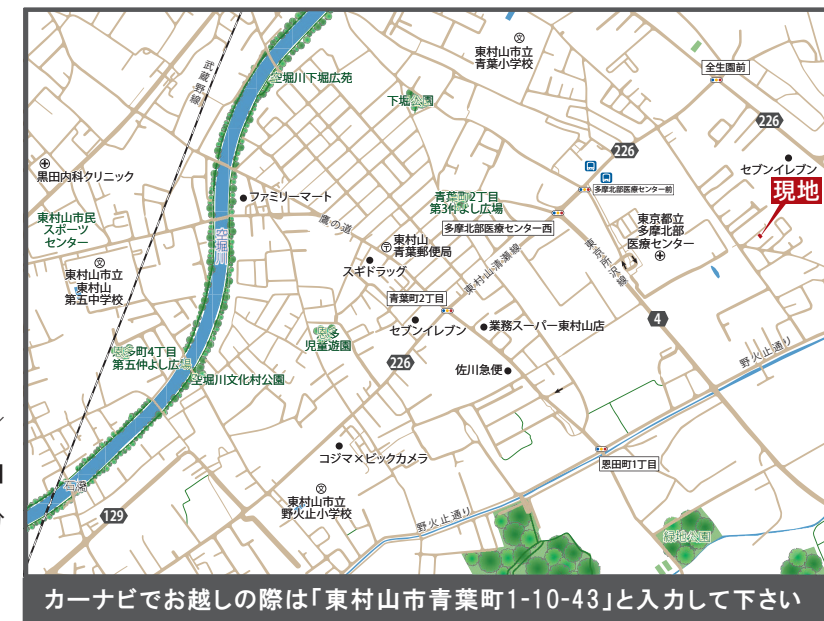 東村山市立
青葉小学校
全生園前
武蔵野線
空堀川下堀広苑
下堀公園
226
226
セブンイレブン
現地
黒田内科クリニック
ファミリーマート
多摩北部医療センター前
青葉町2丁目
第3仲よし広場
東村山市民
スポーツ
センター
鷹の道
多摩北部医療センター西
東京都立
多摩北部
医療センター
空堀川
東村山
青葉郵便局
スギドラッグ
東村山清瀬線
東京所沢線
東村山市立
東村山
第五中学校
青葉町2丁目
セブンイレブン
業務スーパー東村山店
4
恩多
児童遊園
野火止通り
恩多町4丁目
第五仲よし広場
226
佐川急便
空堀川文化村公園
コジマ×ビックカメラ
恩田町1丁目
東村山市立
野火止小学校
129
野火止通り
緑地公園
カーナビでお越しの際は「東村山市青葉町1-10-43」と入力して下さい